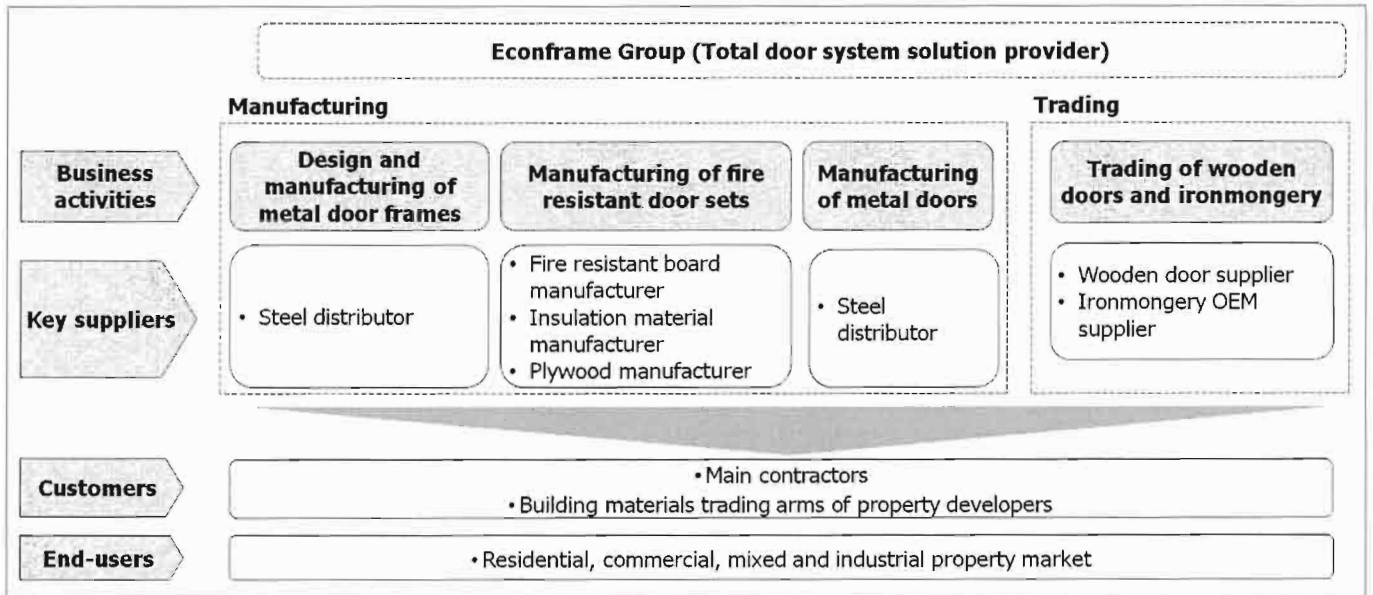 Econframe Group (Total door system solution provider)
Manufacturing
Trading
Business
activities
Design and
manufacturing of
metal door frames
Manufacturing of fire
resistant door sets
Manufacturing
of metal doors
Trading of wooden
doors and ironmongery
Key suppliers
• Steel distributor
• Fire resistant board
manufacturer
• Insulation material
manufacturer
• Plywood manufacturer
• Steel
distributor
• Wooden door supplier
• Ironmongery OEM
supplier
Customers
• Main contractors
• Building materials trading arms of property developers
End-users
• Residential, commercial, mixed and industrial property market